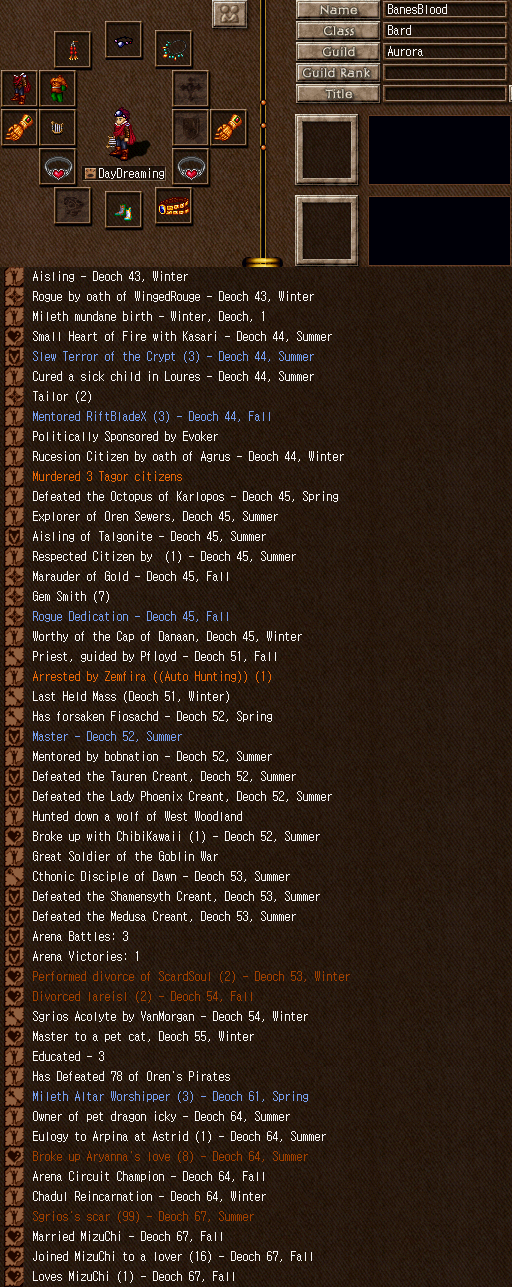 Name BanesBlood
Class Bard
Guild Aurora
Guild Rank
Title
DayDreaming
Aisling - Deoch 43, Winter
Rogue by oath of WingedRouge - Deoch 43, Winter
Mileth mundane birth - Winter, Deoch, 1
Small Heart of Fire with Kasari - Deoch 44, Summer
Slew Terror of the Crypt (3) - Deoch 44, Summer
Cured a sick child in Loures - Deoch 44, Summer
Tailor (2)
Mentored RiftBladeX (3) - Deoch 44, Fall
Politically Sponsored by Evoker
Rucesion Citizen by oath of Agrus - Deoch 44, Winter
Murdered 3 Tagor citizens
Defeated the Octopus of Karlopos - Deoch 45, Spring
Explorer of Oren Sewers, Deoch 45, Summer
Aisling of Talgonite - Deoch 45, Summer
Respected Citizen by  (1) - Deoch 45, Summer
Marauder of Gold - Deoch 45, Fall
Gem Smith (7)
Rogue Dedication - Deoch 45, Fall
Worthy of the Cap of Danaan, Deoch 45, Winter
Priest, guided by Pfloyd - Deoch 51, Fall
Arrested by Zemfira ((Auto Hunting)) (1)
Last Held Mass (Deoch 51, Winter)
Has forsaken Fiosachd - Deoch 52, Spring
Master - Deoch 52, Summer
Mentored by bobnation - Deoch 52, Summer
Defeated the Tauren Creant, Deoch 52, Summer
Defeated the Lady Phoenix Creant, Deoch 52, Summer
Hunted down a wolf of West Woodland
Broke up with ChibiKawaii (1) - Deoch 52, Summer
Great Soldier of the Goblin War
Cthonic Disciple of Dawn - Deoch 53, Summer
Defeated the Shamensyth Creant, Deoch 53, Summer
Defeated the Medusa Creant, Deoch 53, Summer
Arena Battles: 3
Arena Victories: 1
Performed divorce of ScardSoul (2) - Deoch 53, Winter
Divorced lareisl (2) - Deoch 54, Fall
Sgrios Acolyte by VanMorgan - Deoch 54, Winter
Master to a pet cat, Deoch 55, Winter
Educated - 3
Has Defeated 78 of Oren's Pirates
Mileth Altar Worshipper (3) - Deoch 61, Spring
Owner of pet dragon icky - Deoch 64, Summer
Eulogy to Arpina at Astrid (1) - Deoch 64, Summer
Broke up Aryanna's love (8) - Deoch 64, Summer
Arena Circuit Champion - Deoch 64, Fall
Chadul Reincarnation - Deoch 64, Winter
Sgrios's scar (99) - Deoch 67, Summer
Married MizuChi - Deoch 67, Fall
Joined MizuChi to a lover (16) - Deoch 67, Fall
Loves MizuChi (1) - Deoch 67, Fall